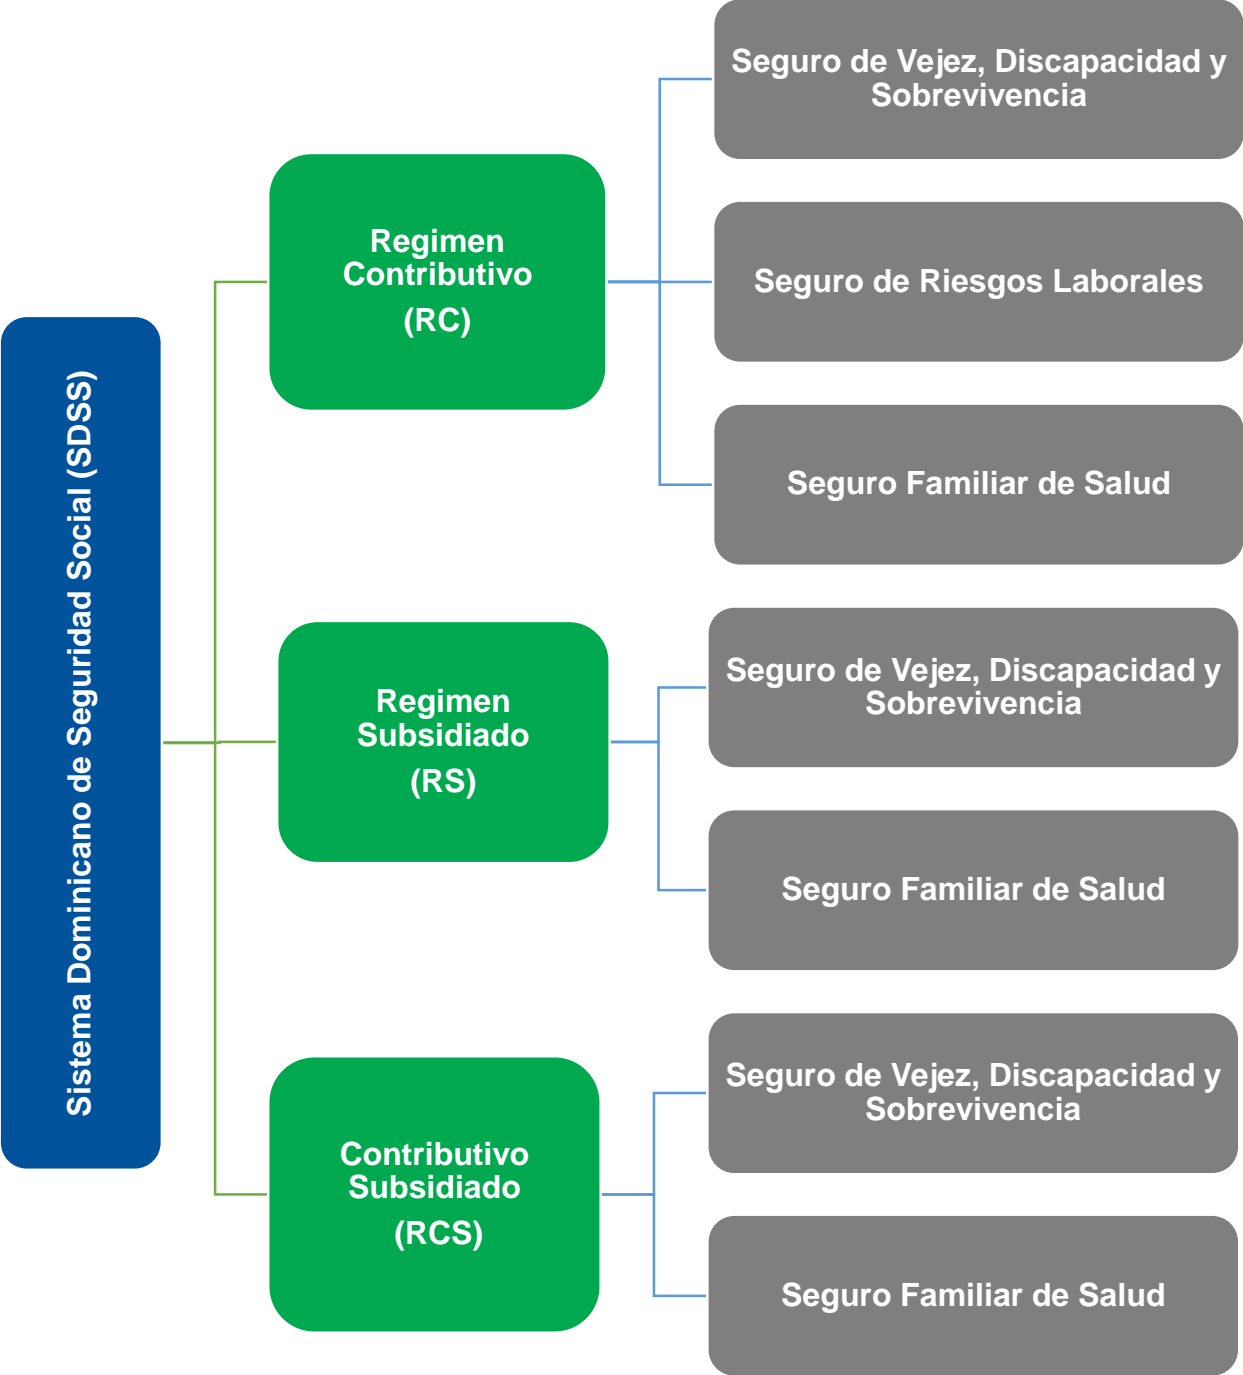 Sistema Dominicano de Seguridad Social (SDSS)
Regimen
Contributivo
(RC)
Seguro de Vejez, Discapacidad y
Sobrevivencia
Seguro de Riesgos Laborales
Seguro Familiar de Salud
Regimen
Subsidiado
(RS)
Seguro de Vejez, Discapacidad y
Sobrevivencia
Seguro Familiar de Salud
Contributivo
Subsidiado
(RCS)
Seguro de Vejez, Discapacidad y
Sobrevivencia
Seguro Familiar de Salud